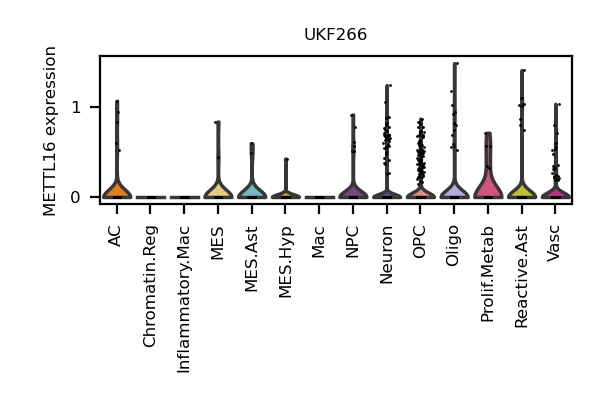 UKF266
METTL16 expression
1
0
AC
Chromatin.Reg
Inflammatory.Mac
MES
MES.Ast
MES.Hyp
Mac
NPC
Neuron
OPC
Oligo
Prolif.Metab
Reactive.Ast
Vasc